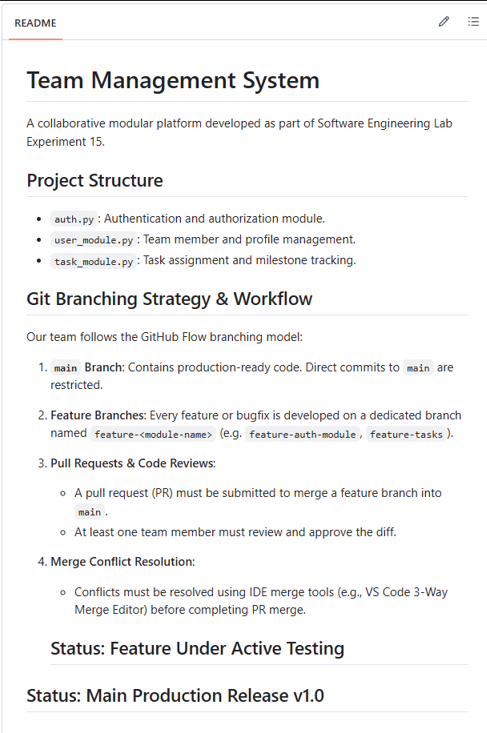 README
Team Management System
A collaborative modular platform developed as part of Software Engineering Lab
Experiment 15.
Project Structure
• auth.py : Authentication and authorization module.
• user_module.py : Team member and profile management.
• task_module.py : Task assignment and milestone tracking.
Git Branching Strategy & Workflow
Our team follows the GitHub Flow branching model:
1. main Branch: Contains production-ready code. Direct commits to main are
restricted.
2. Feature Branches: Every feature or bugfix is developed on a dedicated branch
named feature-<module-name> (e.g. feature-auth-module, feature-tasks).
3. Pull Requests & Code Reviews:
○ A pull request (PR) must be submitted to merge a feature branch into
main.
○ At least one team member must review and approve the diff.
4. Merge Conflict Resolution:
○ Conflicts must be resolved using IDE merge tools (e.g., VS Code 3-Way
Merge Editor) before completing PR merge.
Status: Feature Under Active Testing
Status: Main Production Release v1.0